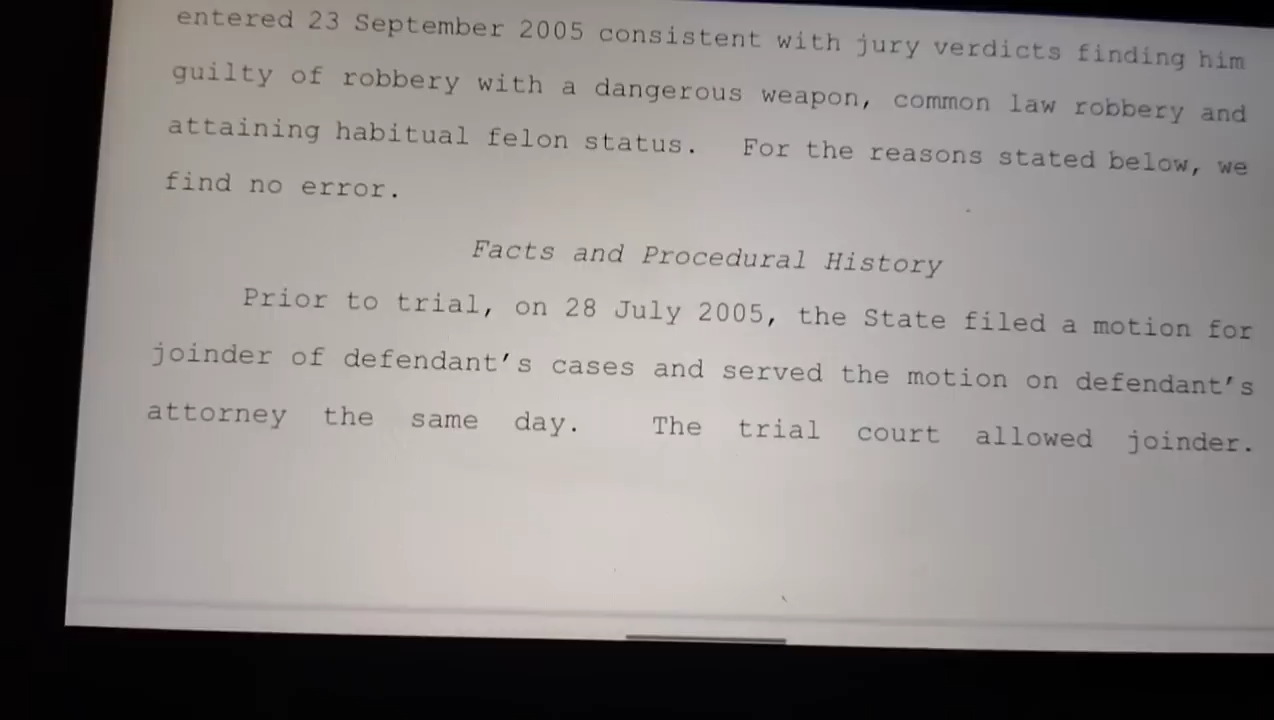 entered 23 September 2005 consistent with jury verdicts finding him
guilty of robbery with a dangerous weapon, common law robbery and
attaining habitual felon status. For the reasons stated below, we
find no error.
Facts and Procedural History
Prior to trial, on 28 July 2005, the State filed a motion for
joinder of defendant's cases and served the motion on defendant's
attorney the same day. The trial court allowed joinder.